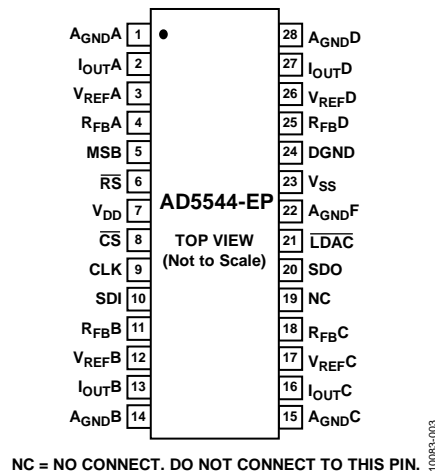 AGNDA 1
IOUTA 2
VREFA 3
RFBA 4
MSB 5
RS 6
VDD 7
CS 8
CLK 9
SDI 10
RFBB 11
VREFB 12
IOUTB 13
AGNDB 14
AD5544-EP
TOP VIEW
(Not to Scale)
28 AGNDD
27 IOUTD
26 VREFD
25 RFBD
24 DGND
23 VSS
22 AGNDF
21 LDAC
20 SDO
19 NC
18 RFBC
17 VREFC
16 IOUTC
15 AGNDC
NC = NO CONNECT. DO NOT CONNECT TO THIS PIN.
10083-003